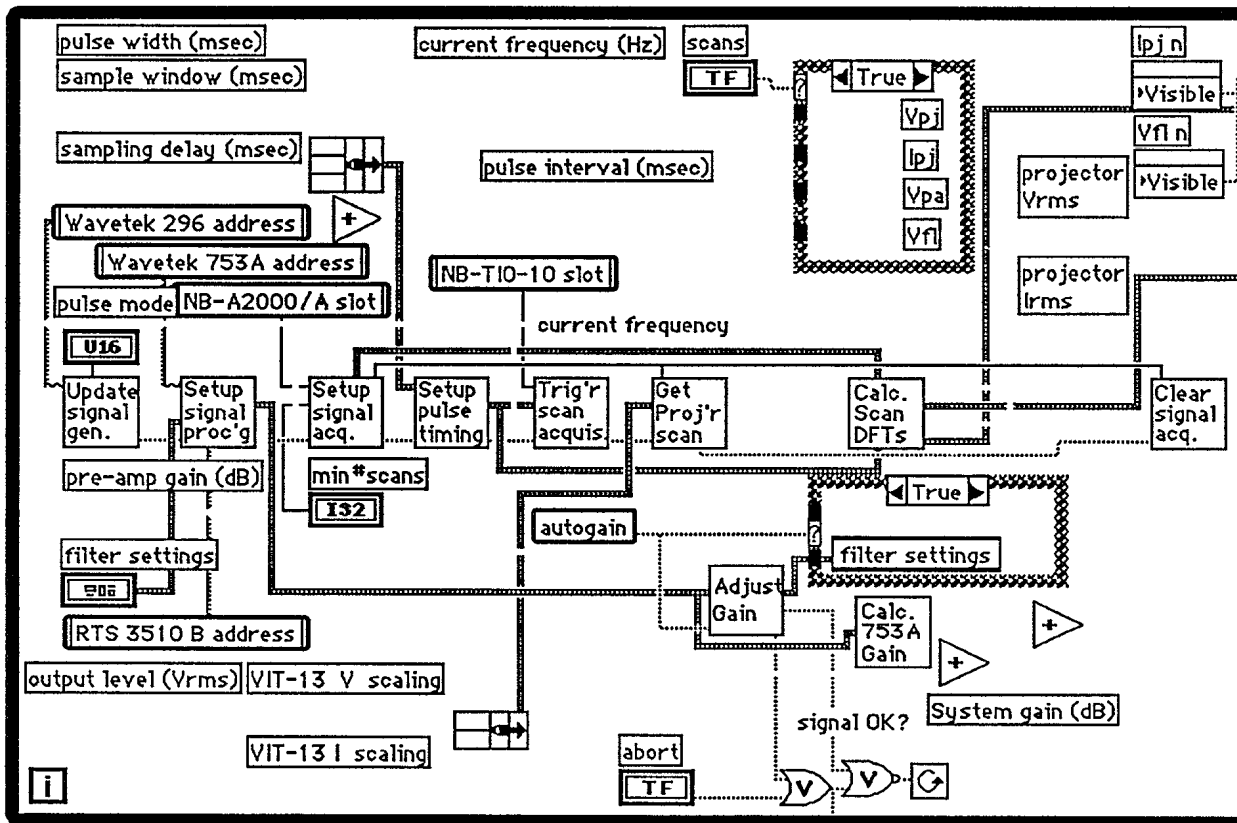 pulse width (msec)
current frequency (Hz)
scans
Ipj n
sample window (msec)
TF
?
True
Visible
Vpj
Vfl n
sampling delay (msec)
pulse interval (msec)
Ipj
projector
Vrms
Visible
Vpa
Wavetek 296 address
+
Vfl
Wavetek 753A address
NB-TIO-10 slot
projector
Irms
pulse mode
NB-A2000/A slot
current frequency
U16
Update
signal
gen.
Setup
signal
proc'g
Setup
signal
acq.
Setup
pulse
timing
Trig'r
scan
acquis.
Get
Proj'r
scan
Calc.
Scan
DFTs
Clear
signal
acq.
pre-amp gain (dB)
min#scans
I32
True
autogain
?
filter settings
filter settings
Adjust
Gain
Calc.
753A
Gain
+
+
RTS 3510 B address
output level (Vrms)
VIT-13 V scaling
System gain (dB)
signal OK?
VIT-13 I scaling
abort
TF
V
V
i